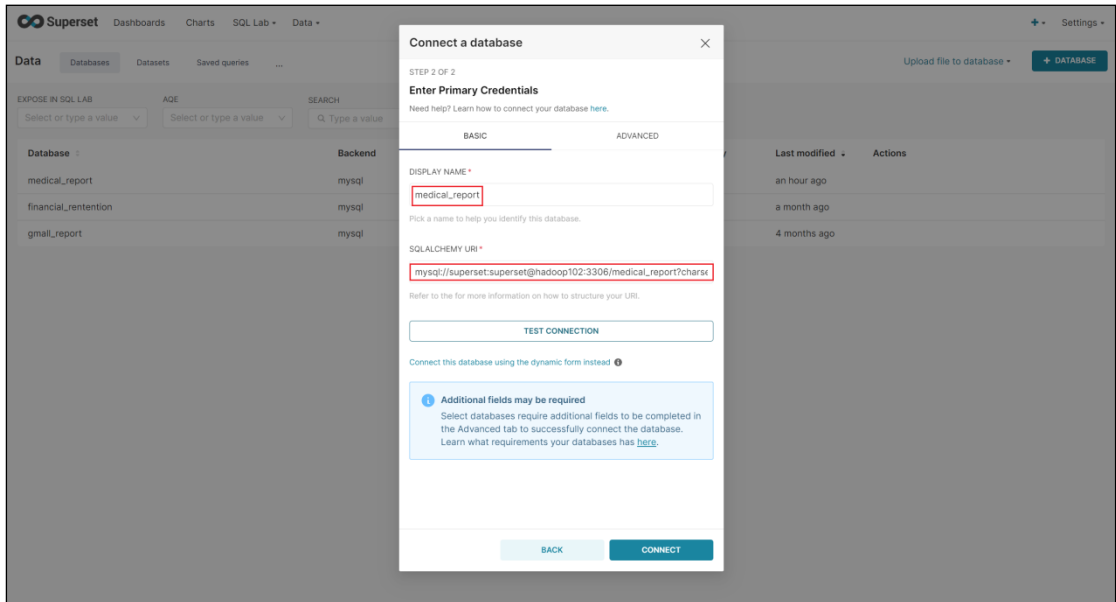 Superset Dashboards Charts SQL Lab Data Settings
Data Databases Datasets Saved queries ... Upload file to database + DATABASE
EXPOSE IN SQL LAB AQE SEARCH
Select or type a value Select or type a value Type a value
Database Backend Last modified Actions
medical_report mysql an hour ago
financial_rentention mysql a month ago
gmall_report mysql 4 months ago
Connect a database
STEP 2 OF 2
Enter Primary Credentials
Need help? Learn how to connect your database here.
BASIC ADVANCED
DISPLAY NAME *
medical_report
Pick a name to help you identify this database.
SQLALCHEMY URI *
mysql://superset:superset@hadoop102:3306/medical_report?charse
Refer to the for more information on how to structure your URI.
TEST CONNECTION
Connect this database using the dynamic form instead
Additional fields may be required
Select databases require additional fields to be completed in
the Advanced tab to successfully connect the database.
Learn what requirements your databases has here.
BACK CONNECT